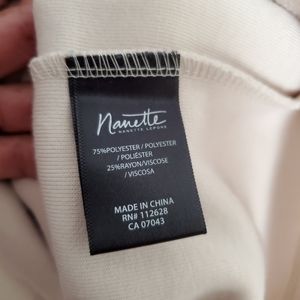 Nanette
NANETTE LEPORE
75%POLYESTER / POLYESTER
/ POLIÉSTER
25%RAYON/VISCOSE
/ VISCOSA
MADE IN CHINA
RN# 112628
CA 07043